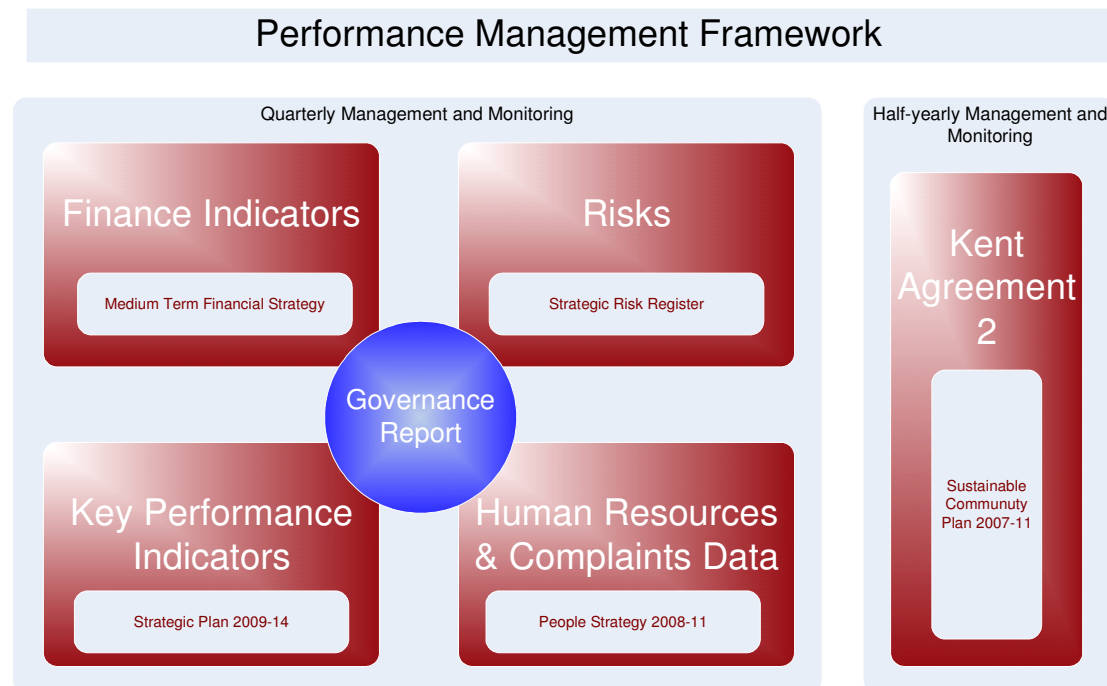 Performance Management Framework
Quarterly Management and Monitoring
Finance Indicators
Medium Term Financial Strategy
Risks
Strategic Risk Register
Governance
Report
Key Performance
Indicators
Strategic Plan 2009-14
Human Resources
& Complaints Data
People Strategy 2008-11
Half-yearly Management and
Monitoring
Kent
Agreement
2
Sustainable
Communuty
Plan 2007-11